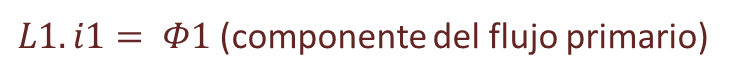 L1. i1 = Φ1 (componente del flujo primario)